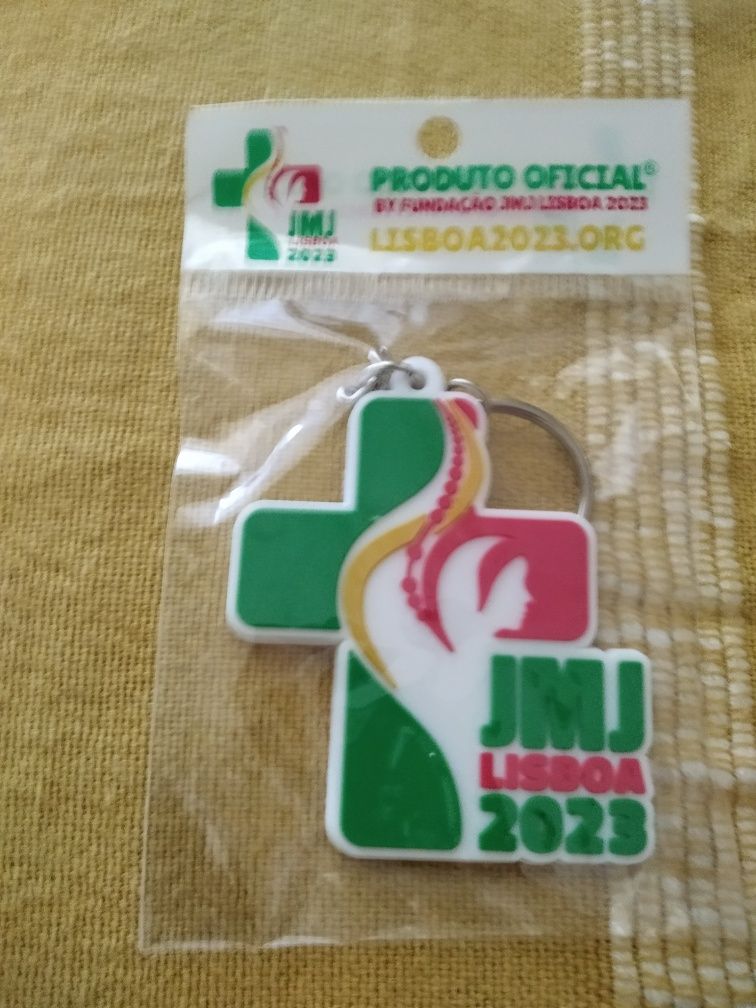 PRODUTO OFICIAL®
BY FUNDAÇÃO JMJ LISBOA 2023
LISBOA2023.ORG
JMJ
LISBOA
2023
JMJ
LISBOA
2023